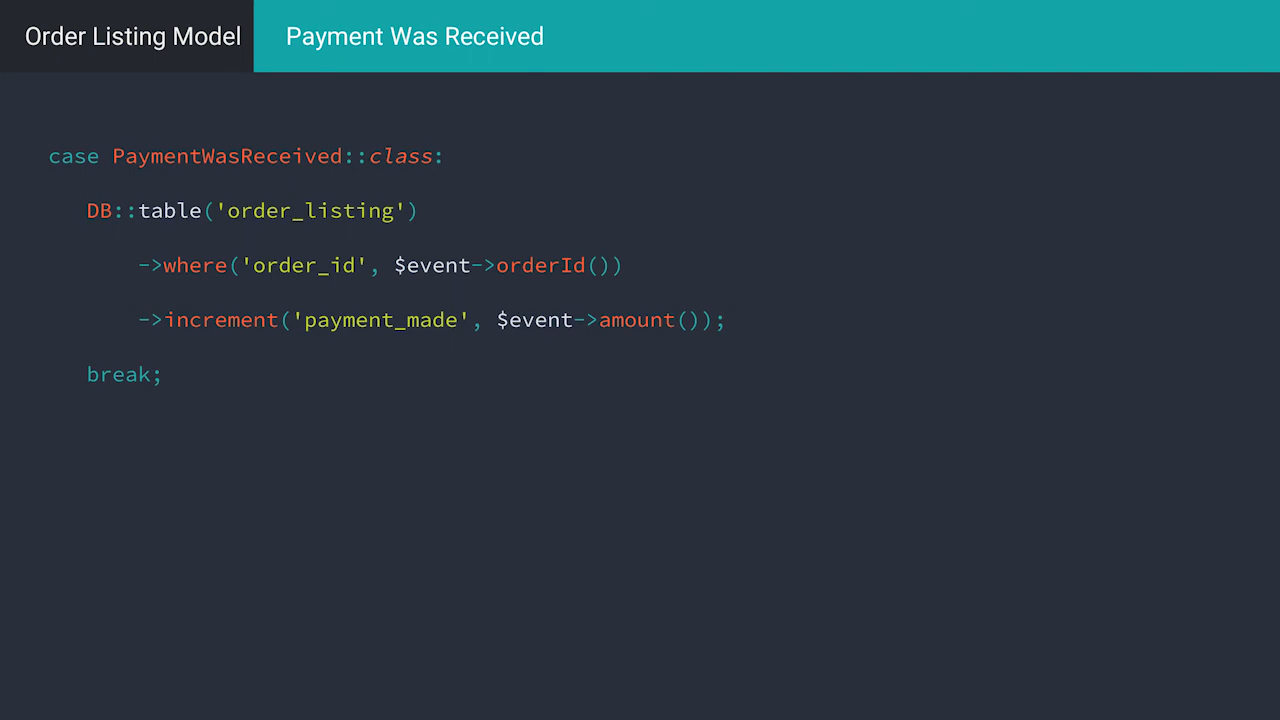 Order Listing Model
Payment Was Received
case PaymentWasReceived::class:
DB::table('order_listing')
->where('order_id', $event->orderId())
->increment('payment_made', $event->amount());
break;